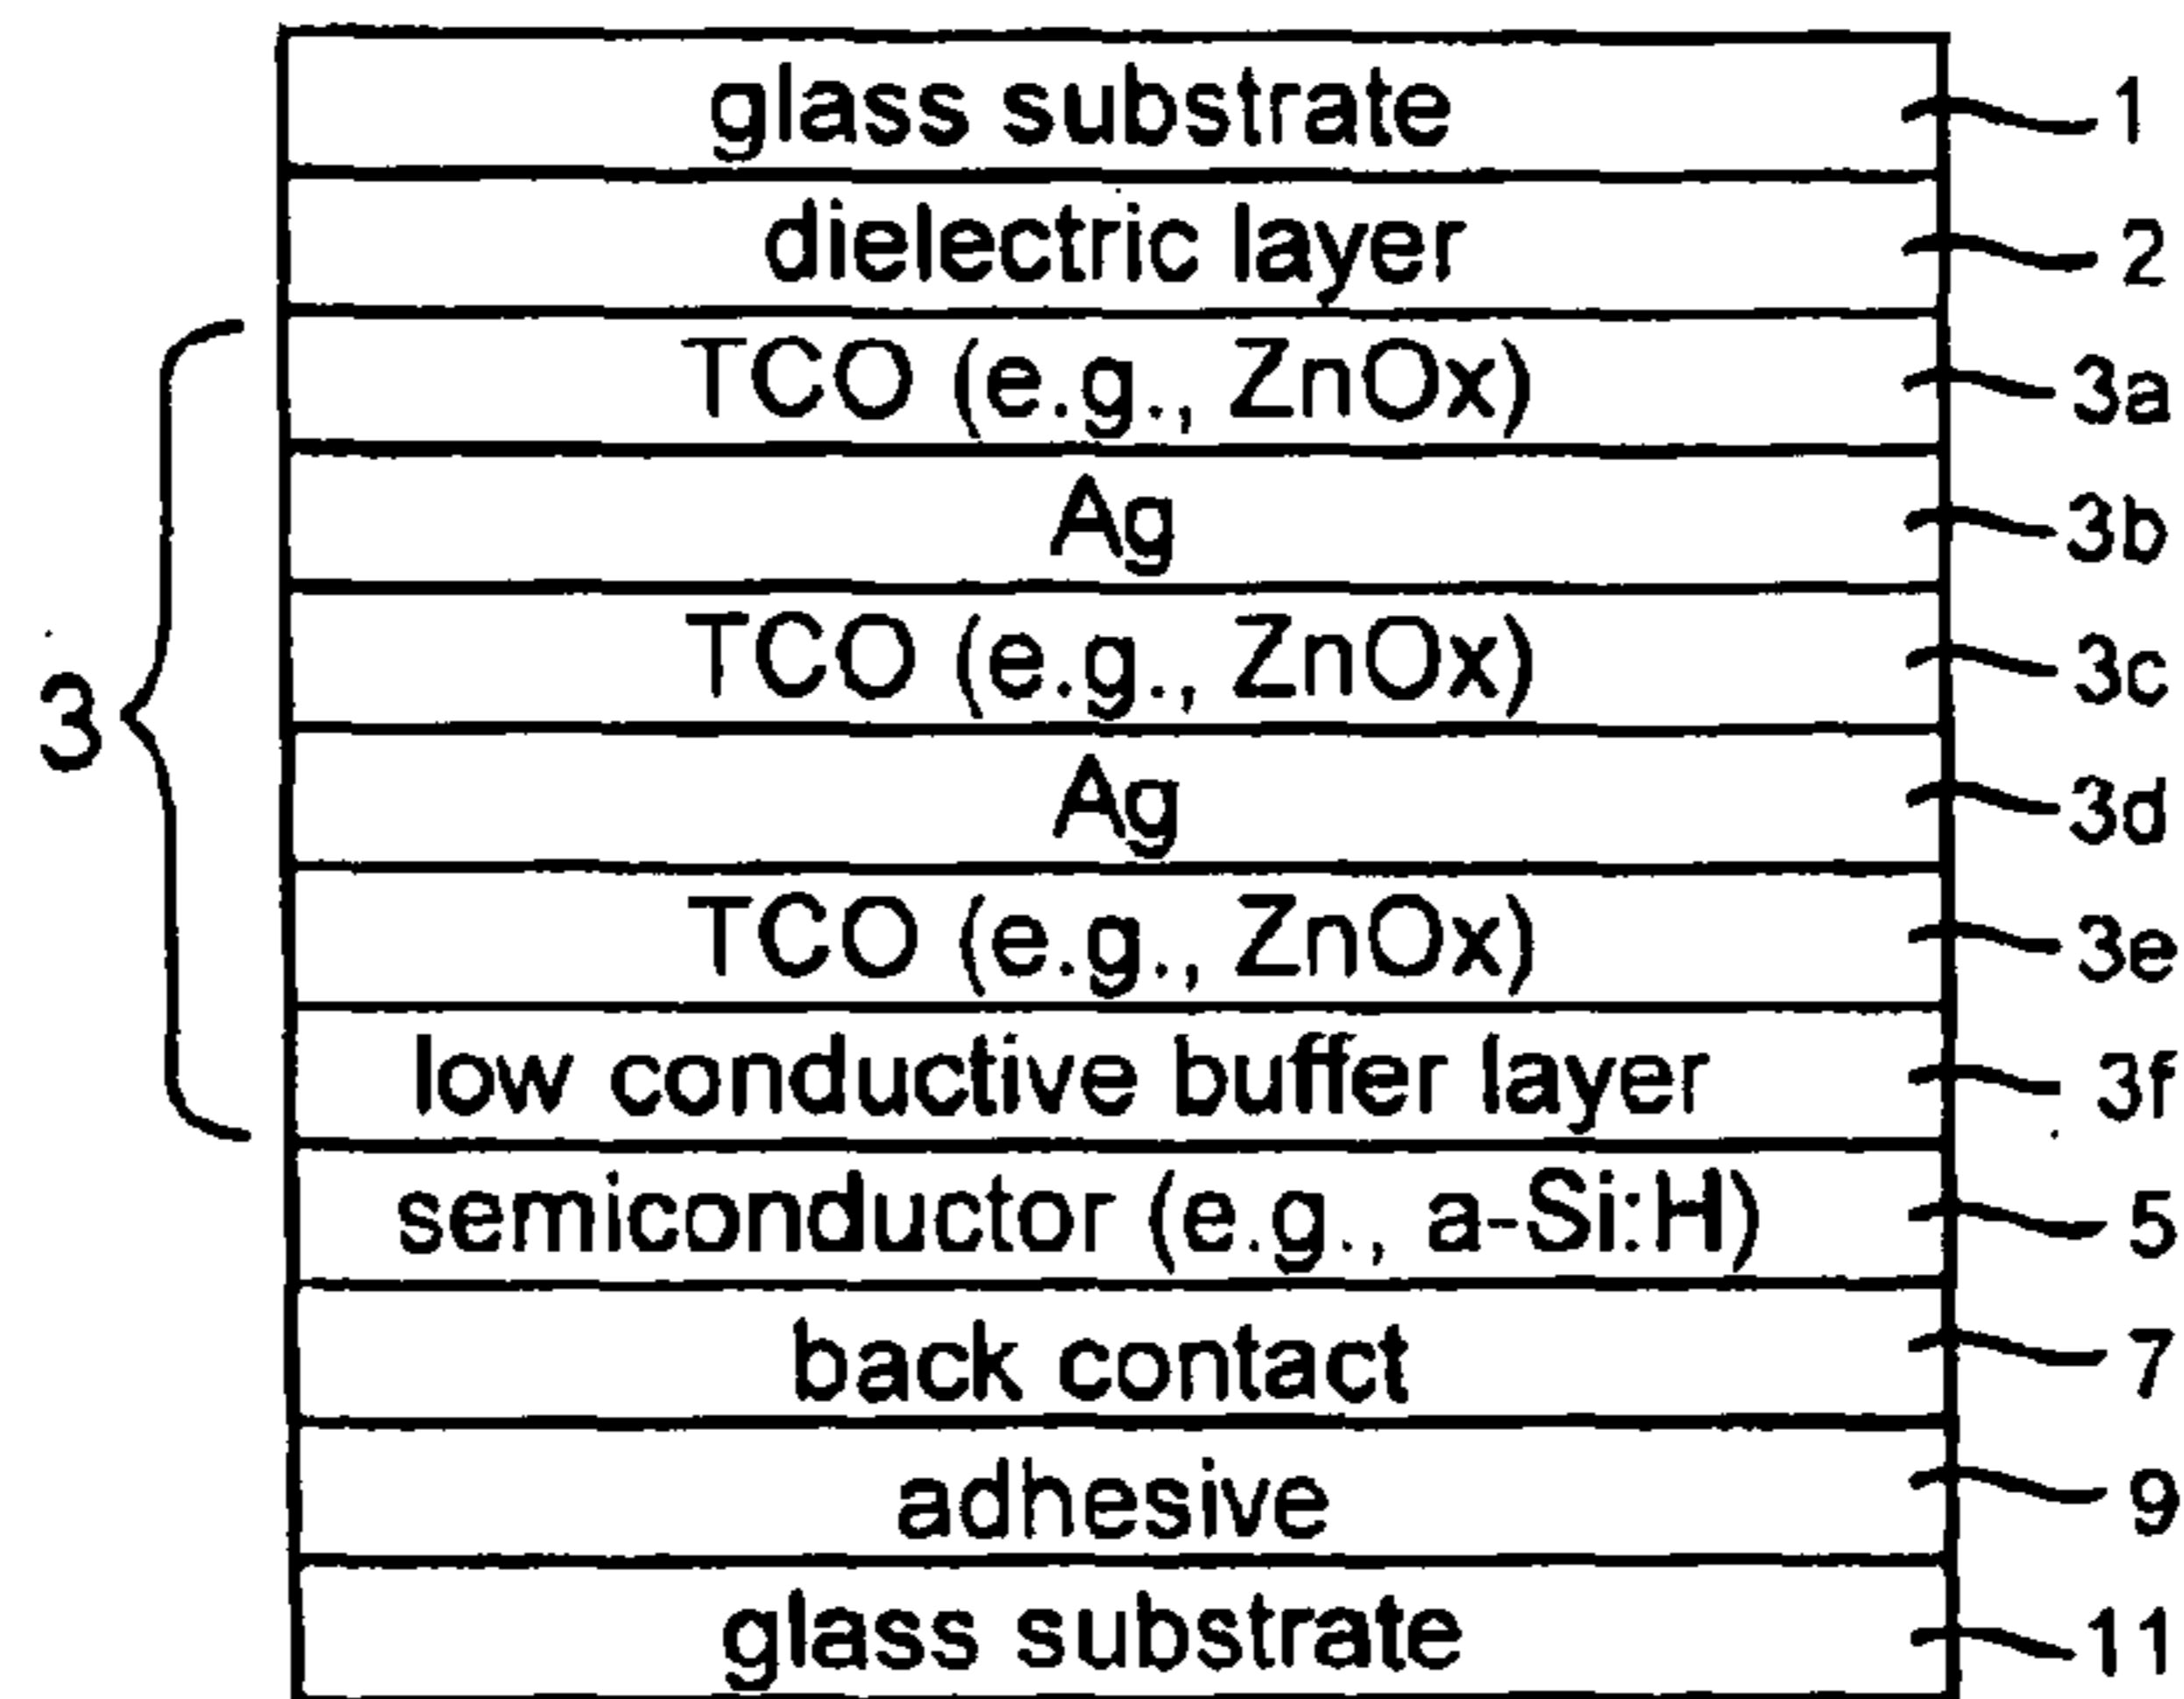 glass substrate 1
dielectric layer 2
TCO (e.g., ZnOx) 3a
Ag 3b
TCO (e.g., ZnOx) 3c
3
Ag 3d
TCO (e.g., ZnOx) 3e
low conductive buffer layer 3f
semiconductor (e.g., a-Si:H) 5
back contact 7
adhesive 9
glass substrate 11